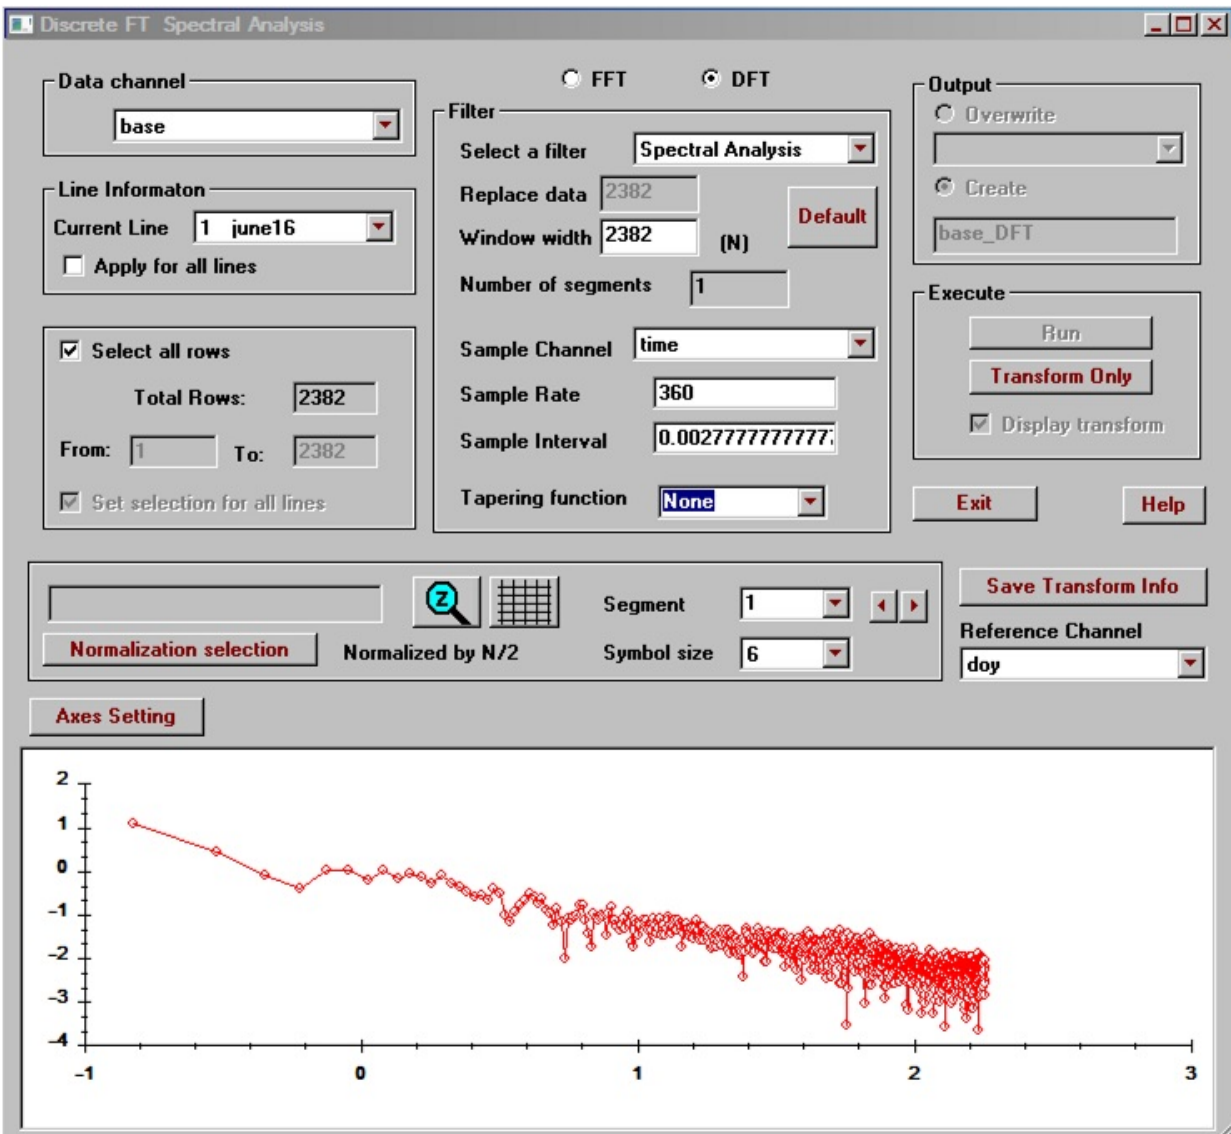 Discrete FT Spectral Analysis
Data channel
base
Line Informaton
Current Line 1 june16
Apply for all lines
Select all rows
Total Rows: 2382
From: 1 To: 2382
Set selection for all lines
FFT DFT
Filter
Select a filter Spectral Analysis
Replace data 2382
Window width 2382 (N)
Default
Number of segments 1
Sample Channel time
Sample Rate 360
Sample Interval 0.0027777777777
Tapering function None
Output
Overwrite
Create
base_DFT
Execute
Run
Transform Only
Display transform
Exit Help
Z
Segment 1
Normalization selection Normalized by N/2 Symbol size 6
Save Transform Info
Reference Channel
doy
Axes Setting
2
1
0
-1
-2
-3
-4
-1 0 1 2 3